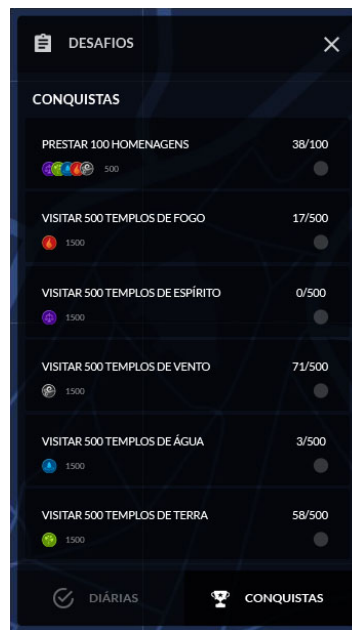 DESAFIOS
CONQUISTAS
PRESTAR 100 HOMENAGENS 38/100
500
VISITAR 500 TEMPLOS DE FOGO 17/500
1500
VISITAR 500 TEMPLOS DE ESPÍRITO 0/500
1500
VISITAR 500 TEMPLOS DE VENTO 71/500
1500
VISITAR 500 TEMPLOS DE ÁGUA 3/500
1500
VISITAR 500 TEMPLOS DE TERRA 58/500
1500
DIÁRIAS CONQUISTAS